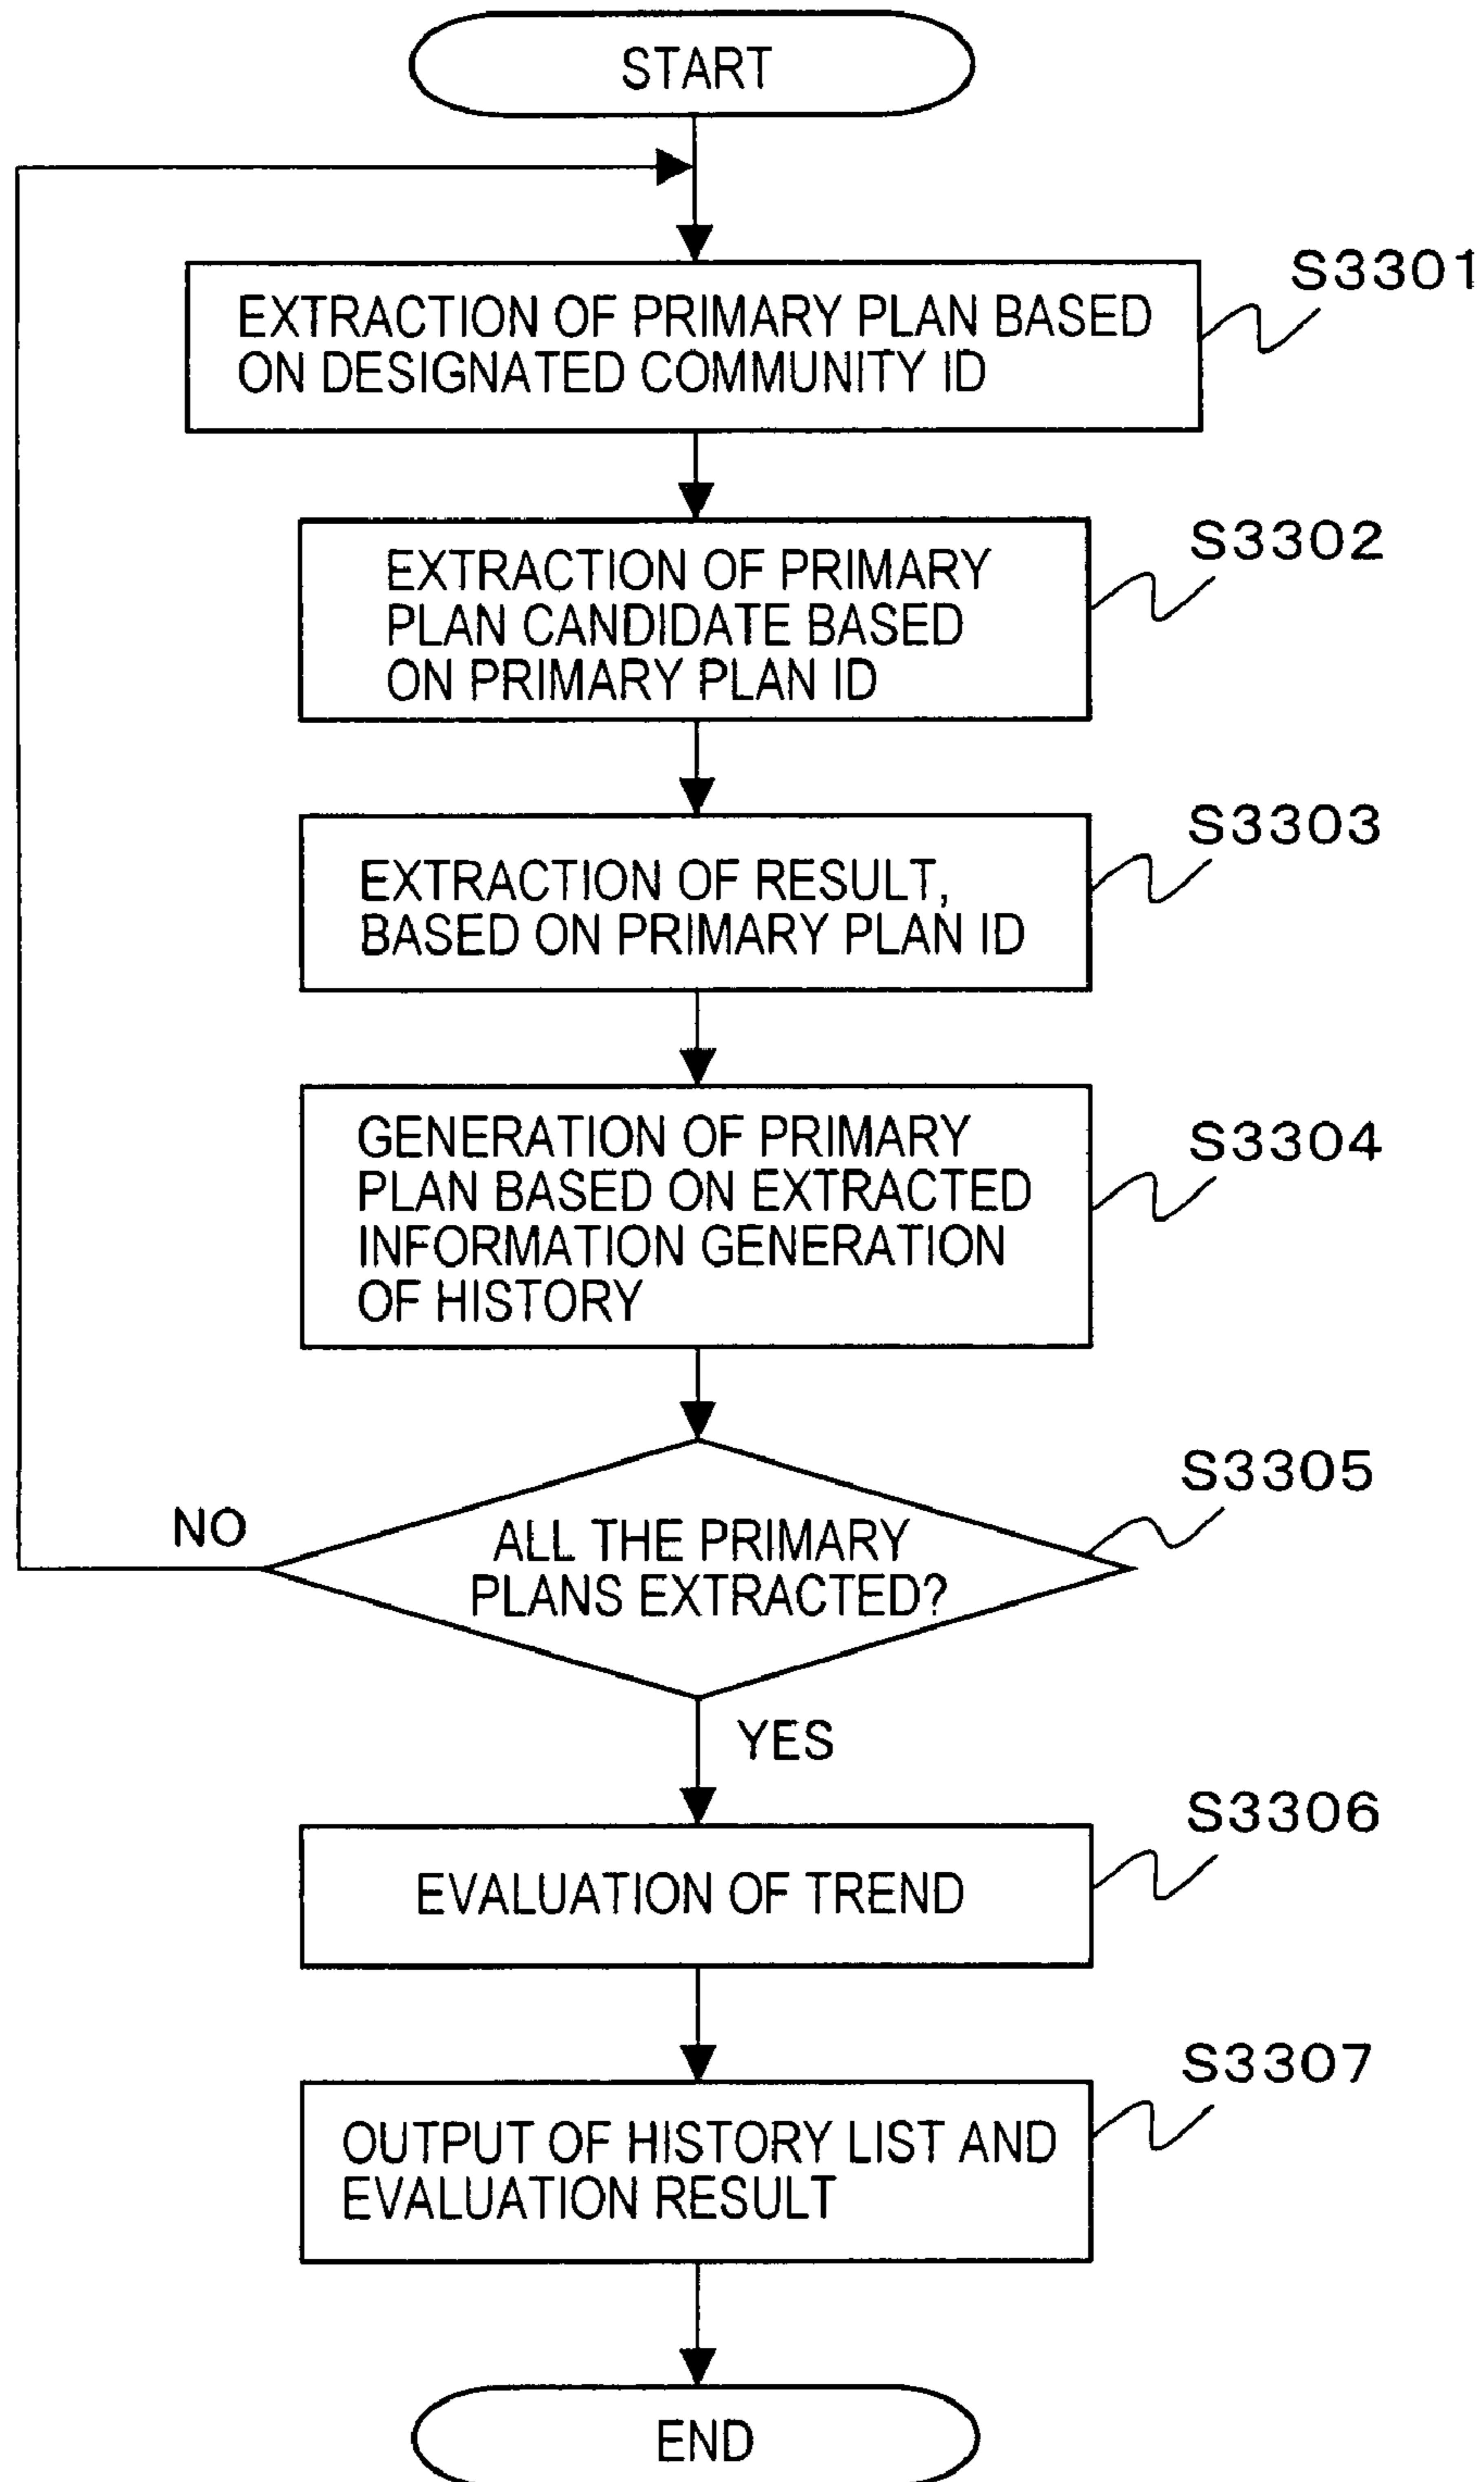 START
S3301
EXTRACTION OF PRIMARY PLAN BASED
ON DESIGNATED COMMUNITY ID
S3302
EXTRACTION OF PRIMARY
PLAN CANDIDATE BASED
ON PRIMARY PLAN ID
S3303
EXTRACTION OF RESULT,
BASED ON PRIMARY PLAN ID
S3304
GENERATION OF PRIMARY
PLAN BASED ON EXTRACTED
INFORMATION GENERATION
OF HISTORY
S3305
NO
ALL THE PRIMARY
PLANS EXTRACTED?
YES
S3306
EVALUATION OF TREND
S3307
OUTPUT OF HISTORY LIST AND
EVALUATION RESULT
END